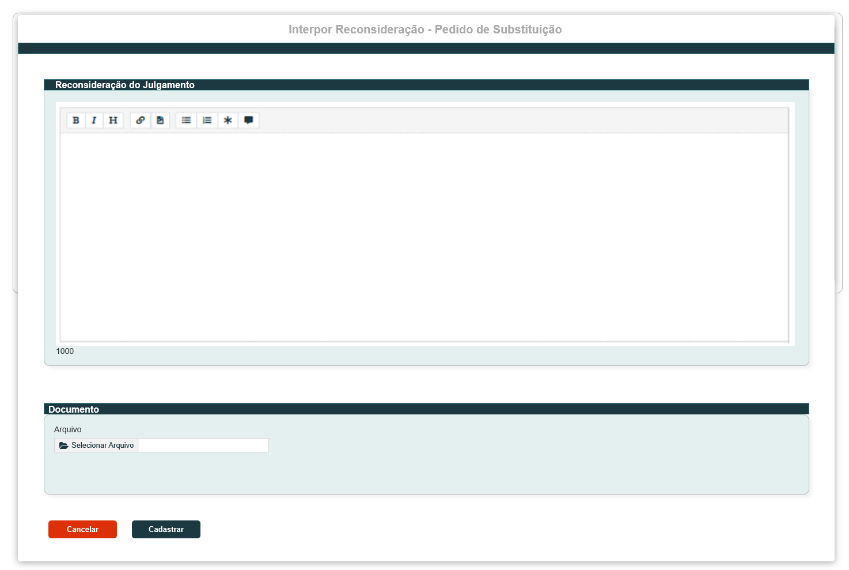 Interpor Reconsideração - Pedido de Substituição
Reconsideração do Julgamento
B I H
1000
Documento
Arquivo
Selecionar Arquivo
Cancelar Cadastrar